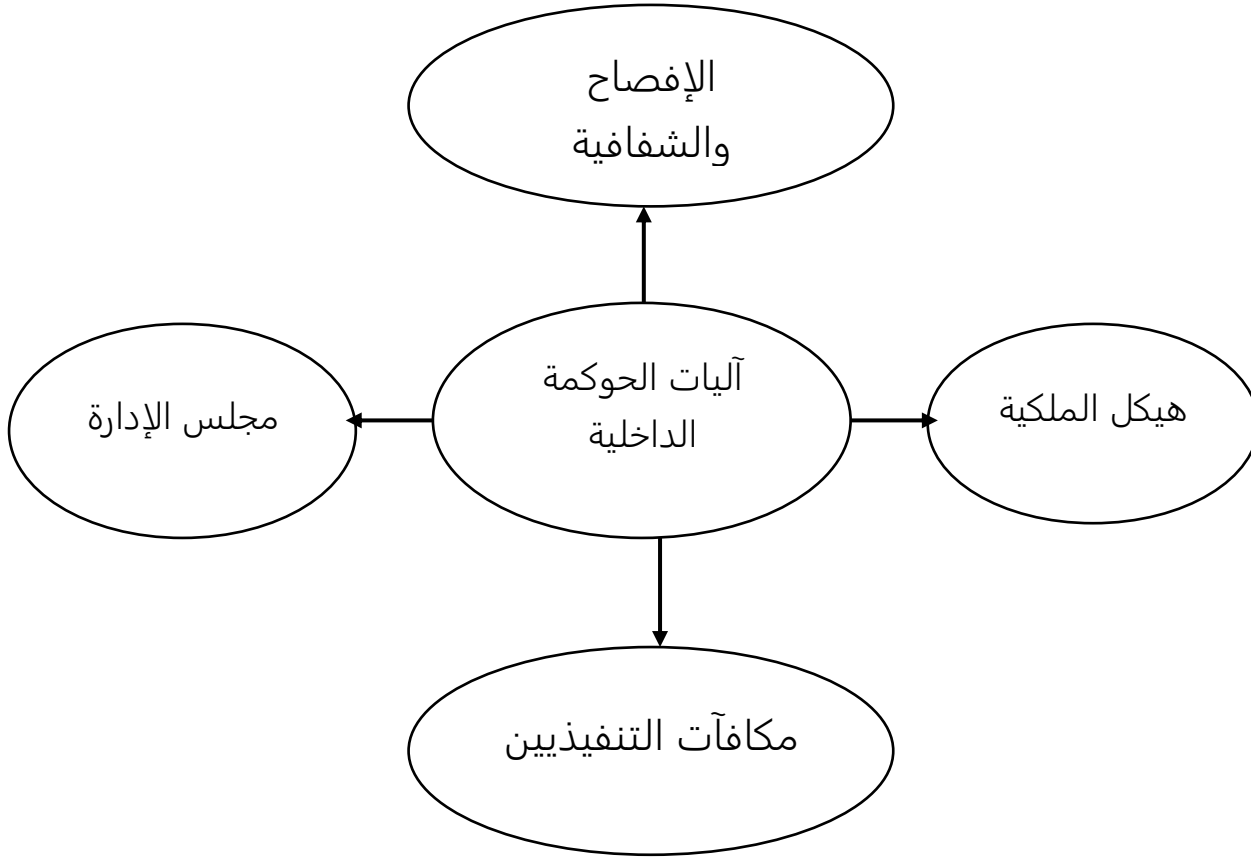 الإفصاح
والشفافية
آليات الحوكمة
الداخلية
هيكل الملكية
مجلس الإدارة
مكافآت التنفيذيين